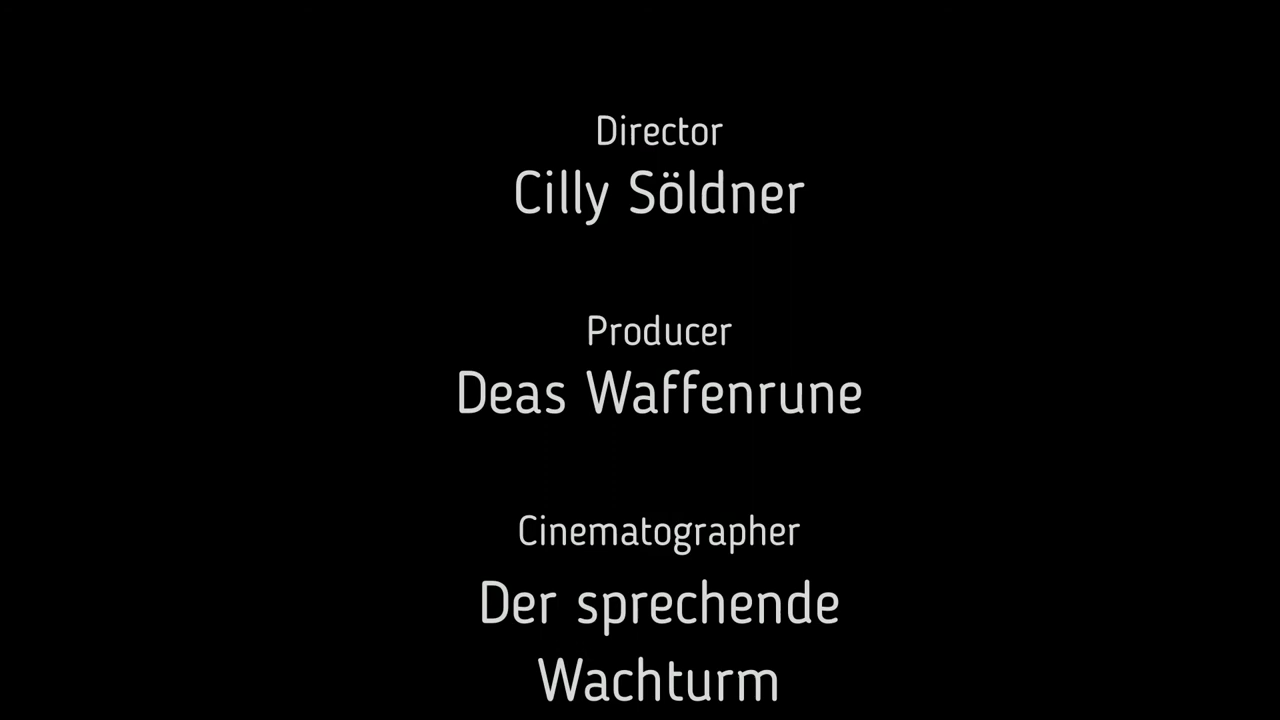 Director
Cilly Söldner
Producer
Deas Waffenrune
Cinematographer
Der sprechende
Wachturm